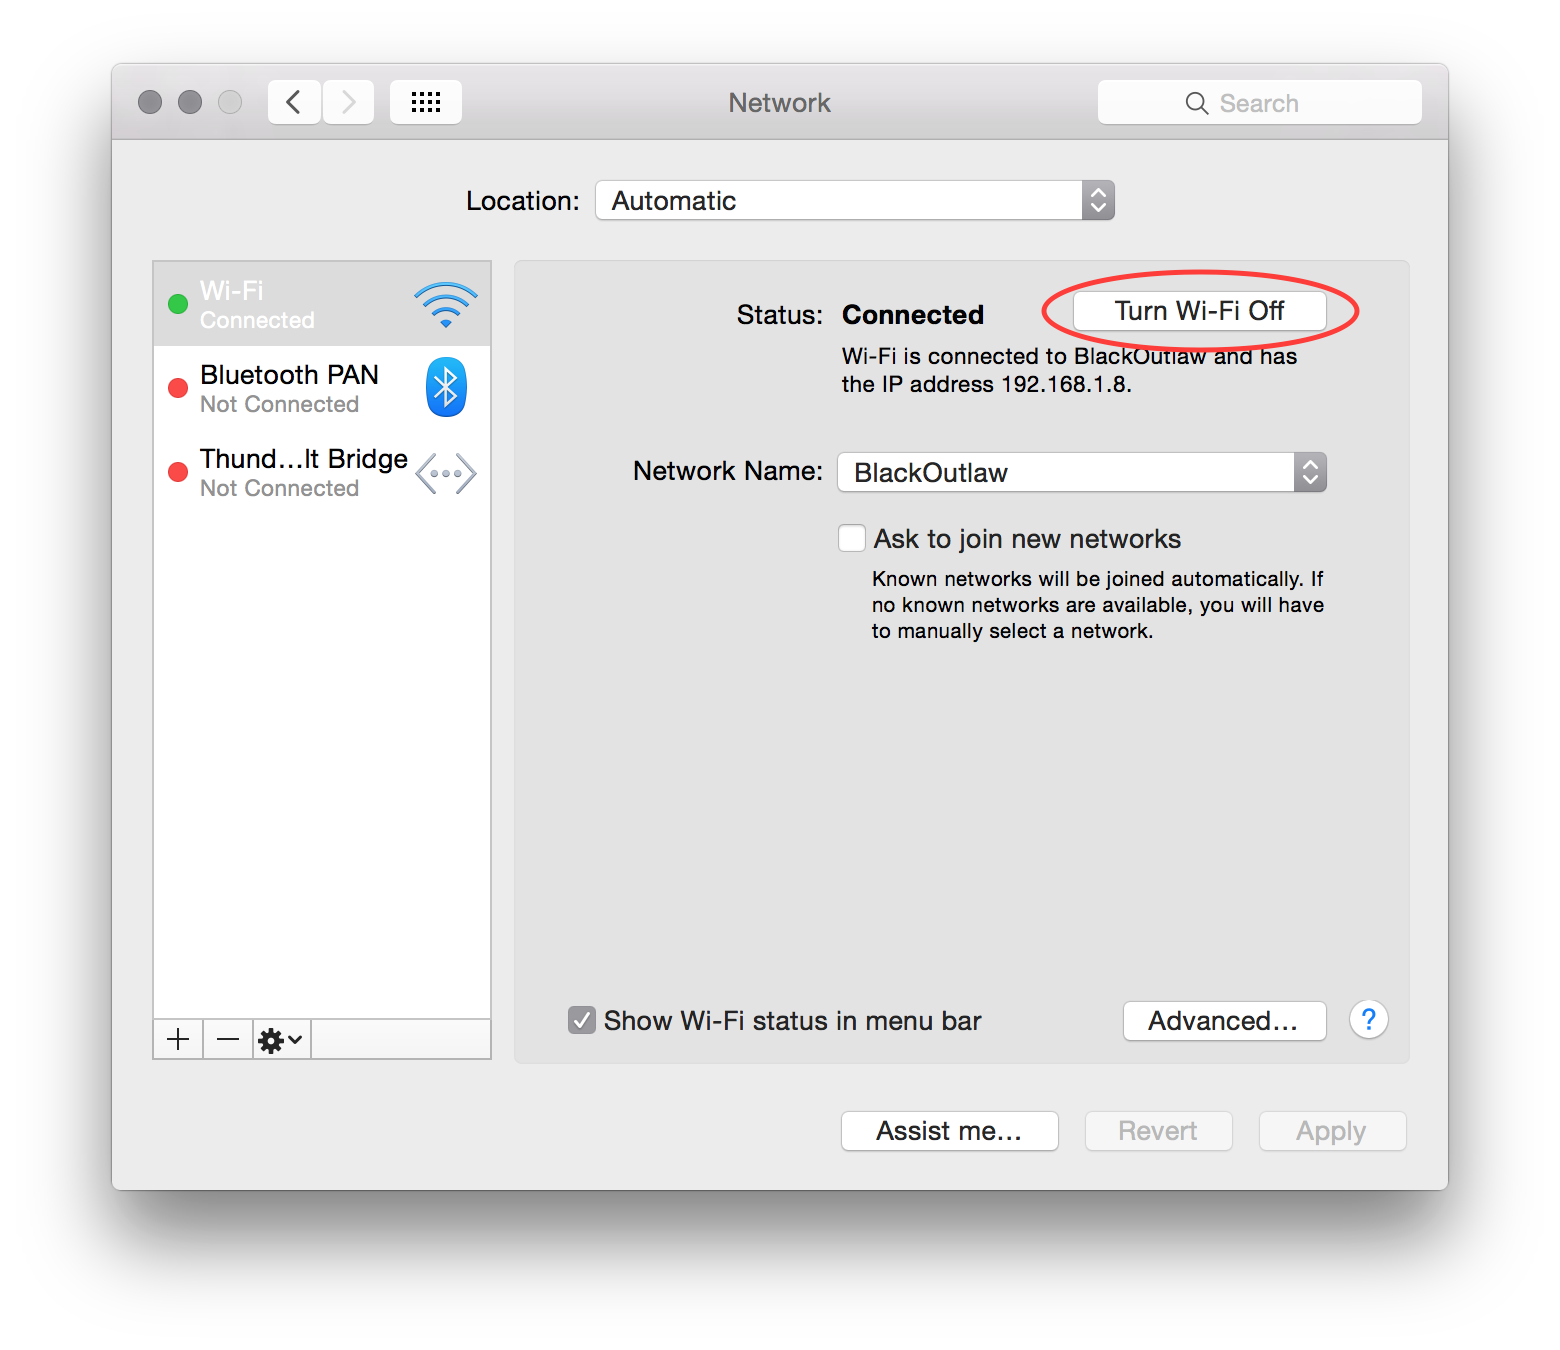 Network
Search
Location:
Automatic
Wi-Fi
Connected
Bluetooth PAN
Not Connected
Thund...lt Bridge
Not Connected
Status:
Connected
Turn Wi-Fi Off
Wi-Fi is connected to BlackOutlaw and has
the IP address 192.168.1.8.
Network Name:
BlackOutlaw
Ask to join new networks
Known networks will be joined automatically. If
no known networks are available, you will have
to manually select a network.
Show Wi-Fi status in menu bar
Advanced...
?
Assist me...
Revert
Apply